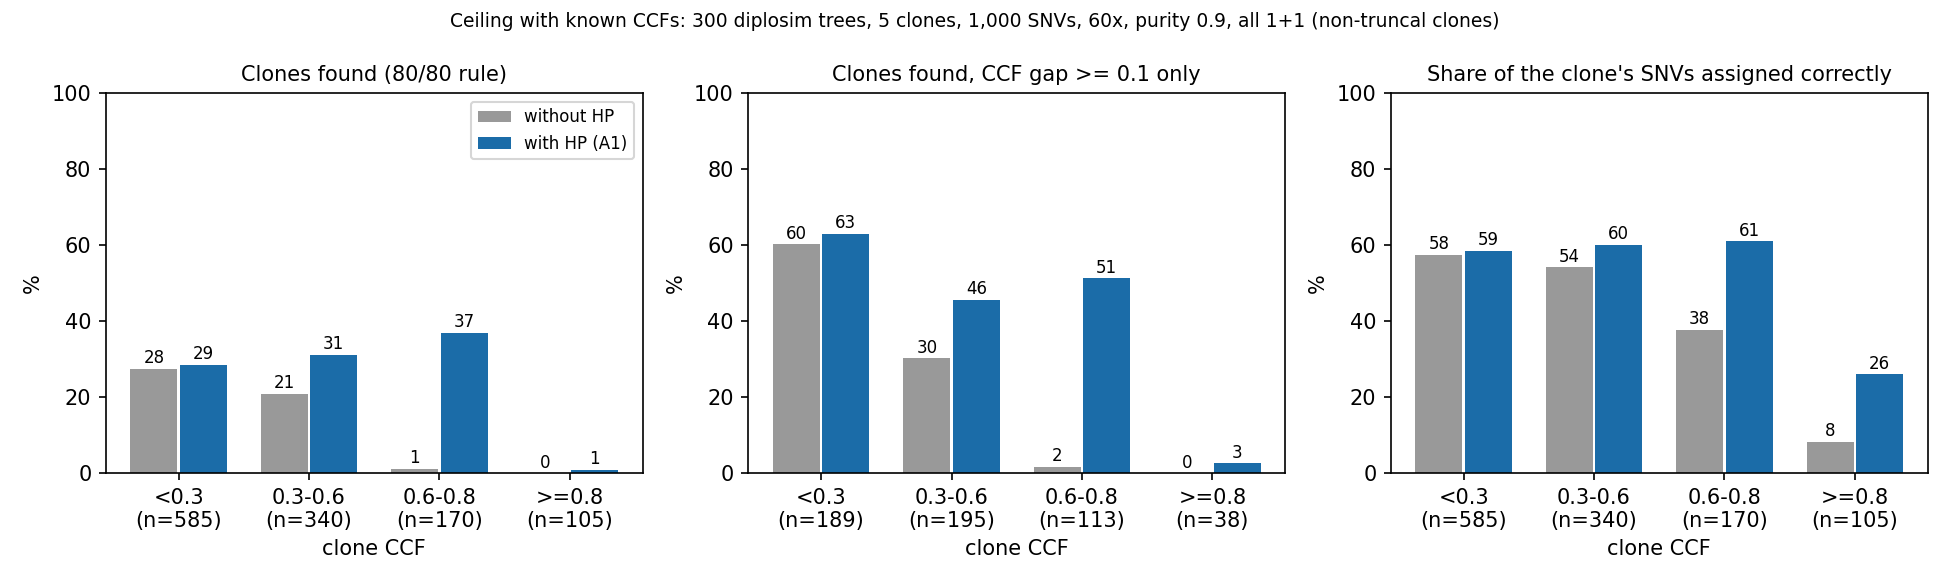 Ceiling with known CCFs: 300 diplosim trees, 5 clones, 1,000 SNVs, 60x, purity 0.9, all 1+1 (non-truncal clones)
Clones found (80/80 rule)
100
80
60
40
20
0
%
without HP
with HP (A1)
28
29
21
31
1
37
0
1
<0.3
0.3-0.6
0.6-0.8
>=0.8
(n=585)
(n=340)
(n=170)
(n=105)
clone CCF
Clones found, CCF gap >= 0.1 only
100
80
60
40
20
0
%
60
63
30
46
2
51
0
3
<0.3
0.3-0.6
0.6-0.8
>=0.8
(n=189)
(n=195)
(n=113)
(n=38)
clone CCF
Share of the clone's SNVs assigned correctly
100
80
60
40
20
0
%
58
59
54
60
38
61
8
26
<0.3
0.3-0.6
0.6-0.8
>=0.8
(n=585)
(n=340)
(n=170)
(n=105)
clone CCF